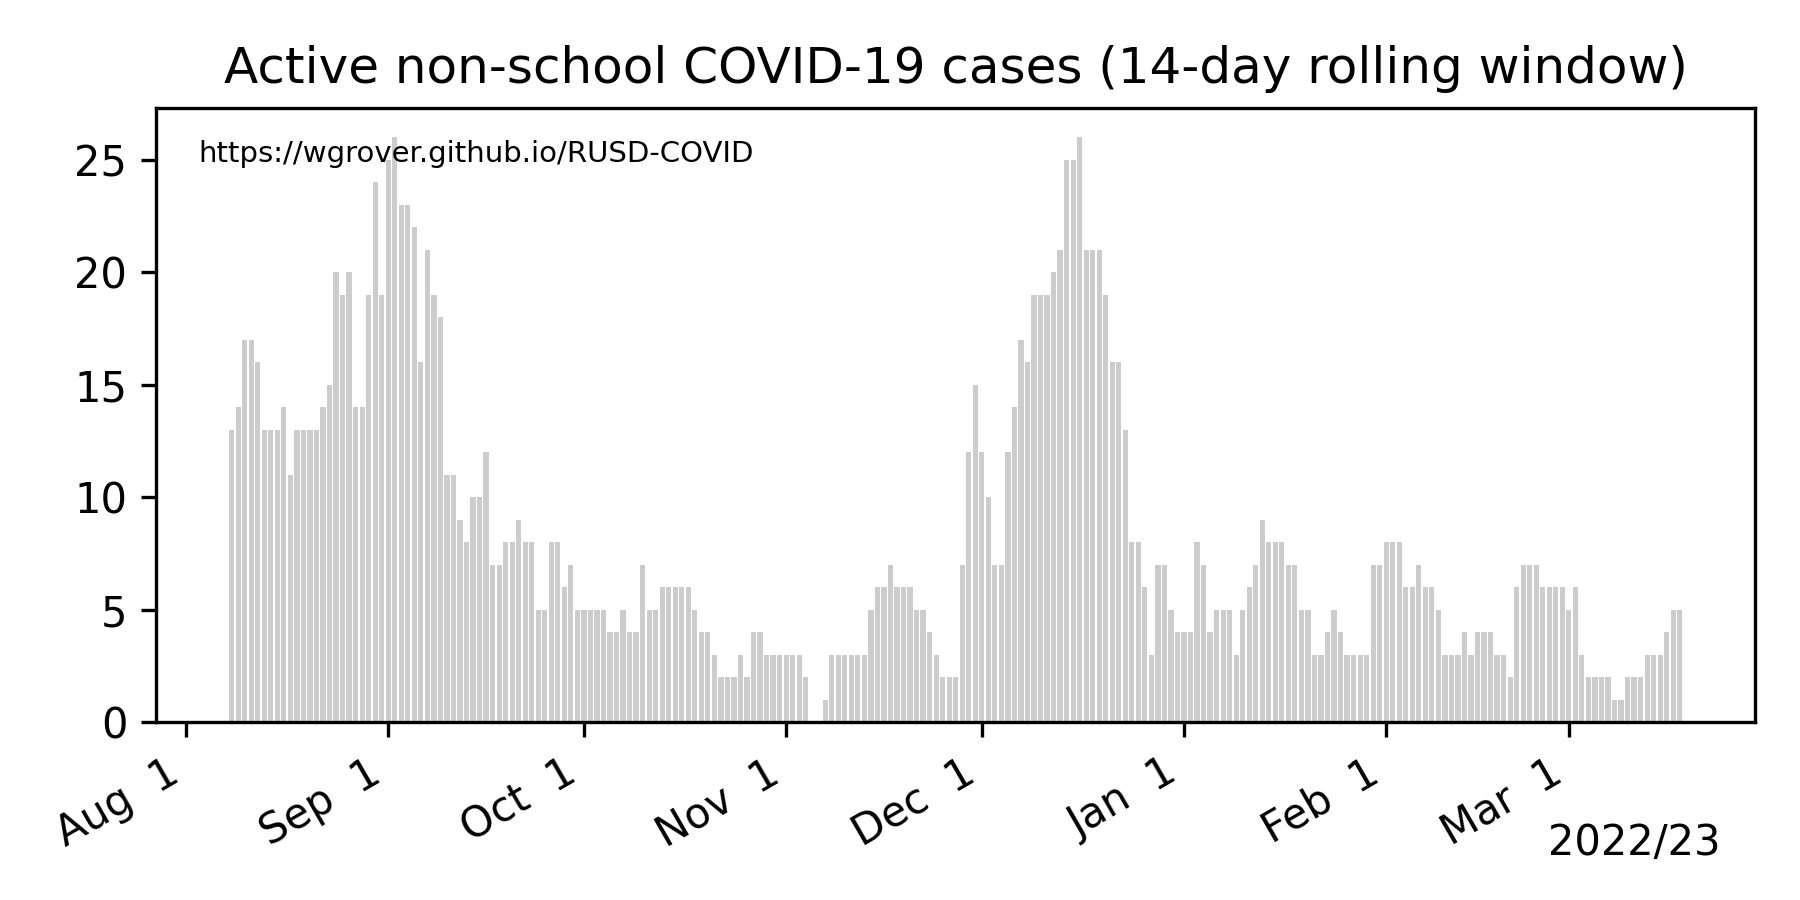 Active non-school COVID-19 cases (14-day rolling window)
https://wgrover.github.io/RUSD-COVID
25
20
15
10
5
0
Aug 1
Sep 1
Oct 1
Nov 1
Dec 1
Jan 1
Feb 1
Mar 1
2022/23